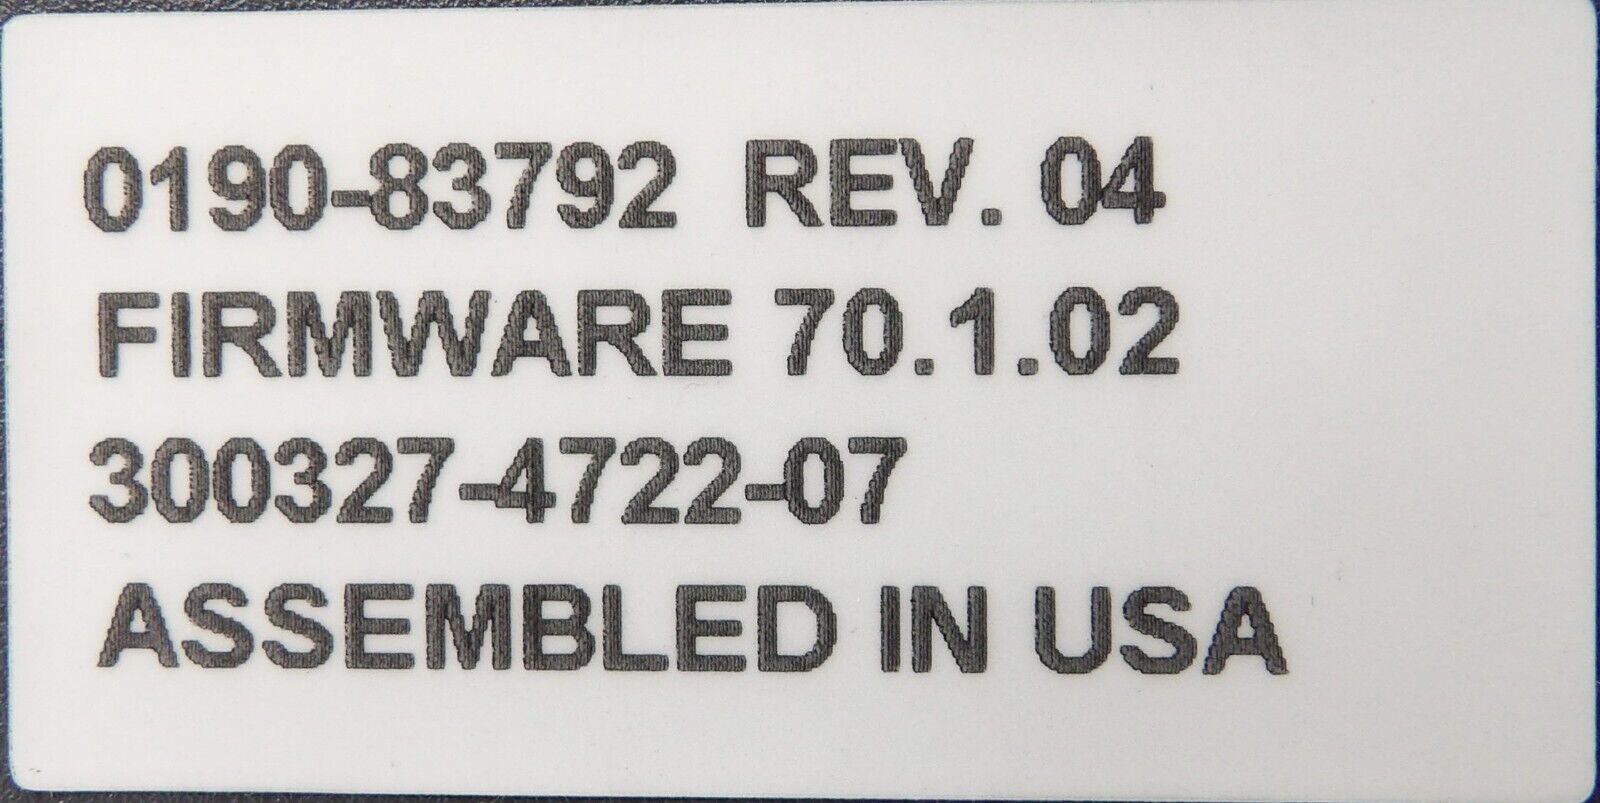 0190-83792 REV. 04
FIRMWARE 70.1.02
300327-4722-07
ASSEMBLED IN USA